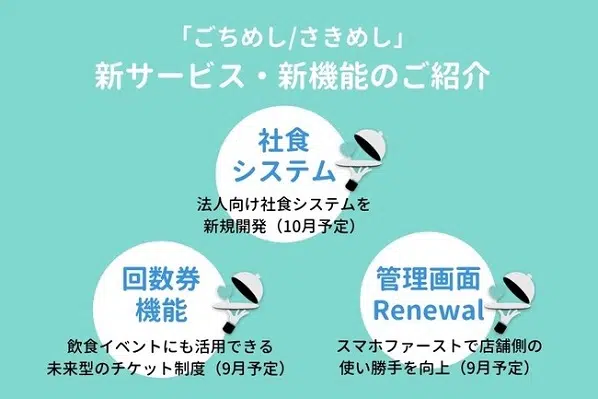 「ごちめし/さきめし」
新サービス・新機能のご紹介
社食
システム
法人向け社食システムを
新規開発（10月予定）
回数券
機能
飲食イベントにも活用できる
未来型のチケット制度（9月予定）
管理画面
Renewal
スマホファーストで店舗側の
使い勝手を向上（9月予定）